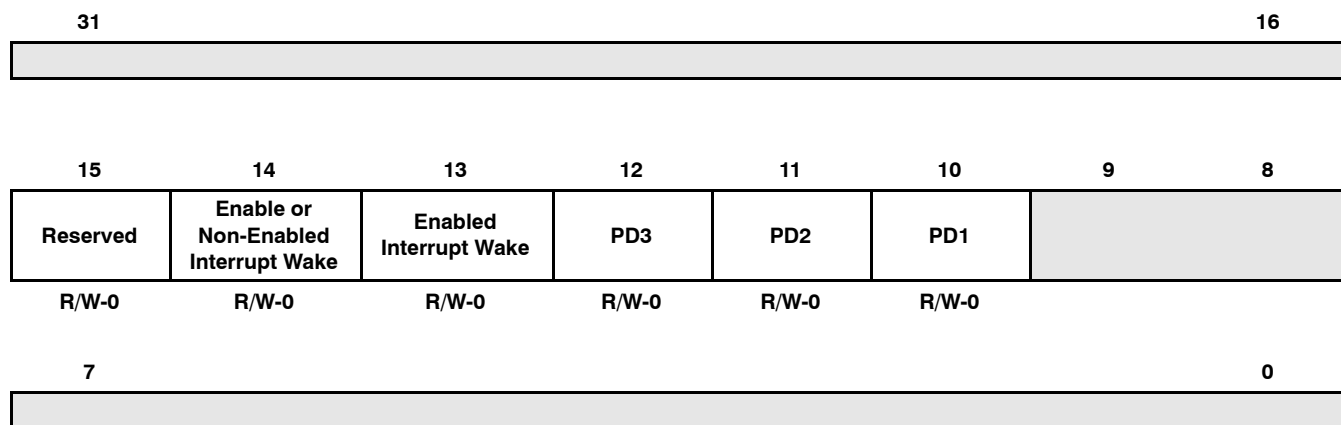 31 16
15 14 13 12 11 10 9 8
Reserved
Enable or
Non-Enabled
Interrupt Wake
Enabled
Interrupt Wake
PD3
PD2
PD1
R/W-0 R/W-0 R/W-0 R/W-0 R/W-0 R/W-0
7 0